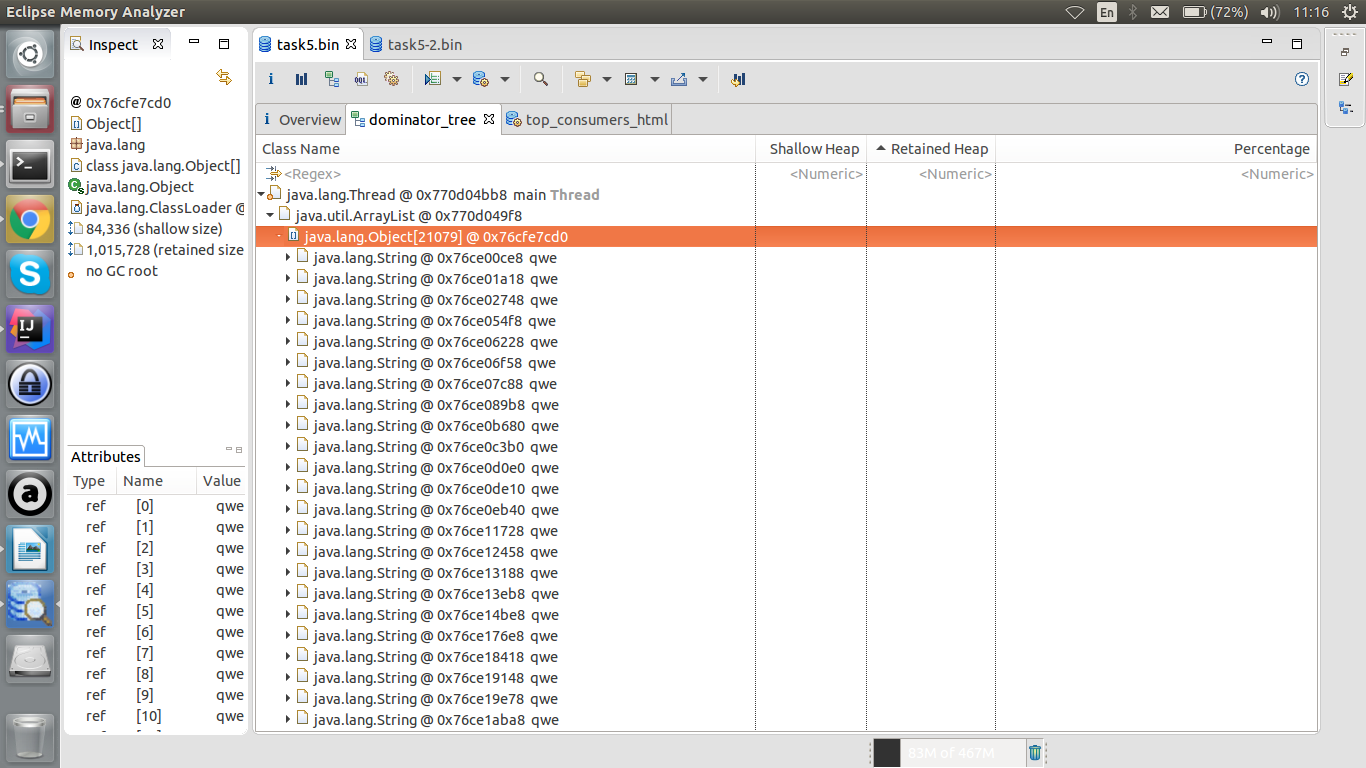 Eclipse Memory Analyzer
En (72%) 11:16
Inspect
@ 0x76cfe7cd0
Object[]
java.lang
class java.lang.Object[]
java.lang.Object
java.lang.ClassLoader @
84,336 (shallow size)
1,015,728 (retained size
no GC root
Attributes
Type Name Value
ref [0] qwe
ref [1] qwe
ref [2] qwe
ref [3] qwe
ref [4] qwe
ref [5] qwe
ref [6] qwe
ref [7] qwe
ref [8] qwe
ref [9] qwe
ref [10] qwe
task5.bin task5-2.bin
i OQL ?
i Overview dominator_tree top_consumers_html
Class Name Shallow Heap Retained Heap Percentage
<Regex> <Numeric> <Numeric> <Numeric>
java.lang.Thread @ 0x770d04bb8 main Thread
java.util.ArrayList @ 0x770d049f8
java.lang.Object[21079] @ 0x76cfe7cd0
java.lang.String @ 0x76ce00ce8 qwe
java.lang.String @ 0x76ce01a18 qwe
java.lang.String @ 0x76ce02748 qwe
java.lang.String @ 0x76ce054f8 qwe
java.lang.String @ 0x76ce06228 qwe
java.lang.String @ 0x76ce06f58 qwe
java.lang.String @ 0x76ce07c88 qwe
java.lang.String @ 0x76ce089b8 qwe
java.lang.String @ 0x76ce0b680 qwe
java.lang.String @ 0x76ce0c3b0 qwe
java.lang.String @ 0x76ce0d0e0 qwe
java.lang.String @ 0x76ce0de10 qwe
java.lang.String @ 0x76ce0eb40 qwe
java.lang.String @ 0x76ce11728 qwe
java.lang.String @ 0x76ce12458 qwe
java.lang.String @ 0x76ce13188 qwe
java.lang.String @ 0x76ce13eb8 qwe
java.lang.String @ 0x76ce14be8 qwe
java.lang.String @ 0x76ce176e8 qwe
java.lang.String @ 0x76ce18418 qwe
java.lang.String @ 0x76ce19148 qwe
java.lang.String @ 0x76ce19e78 qwe
java.lang.String @ 0x76ce1aba8 qwe
83M of 467M